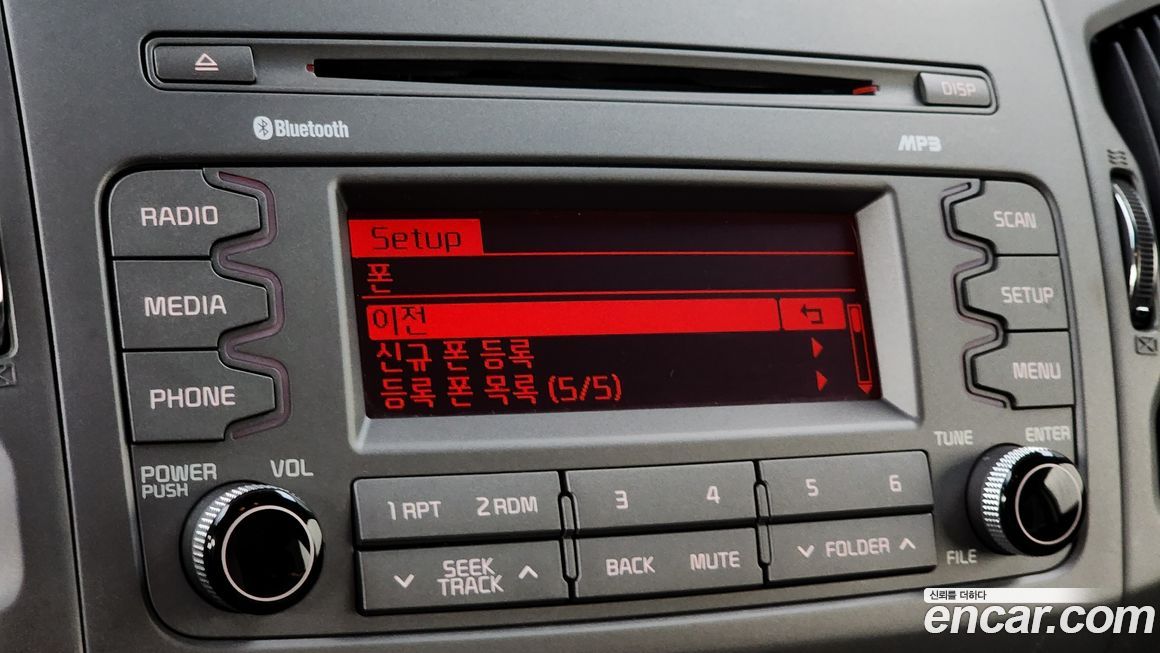 DISP
Bluetooth
MP3
RADIO
MEDIA
PHONE
Setup
폰
이전
신규 폰 등록
등록 폰 목록 (5/5)
SCAN
SETUP
MENU
POWER
PUSH
VOL
TUNE
ENTER
FILE
1 RPT 2 RDM
3 4
5 6
SEEK
TRACK
BACK MUTE
FOLDER
신뢰를 더하다
encar.com